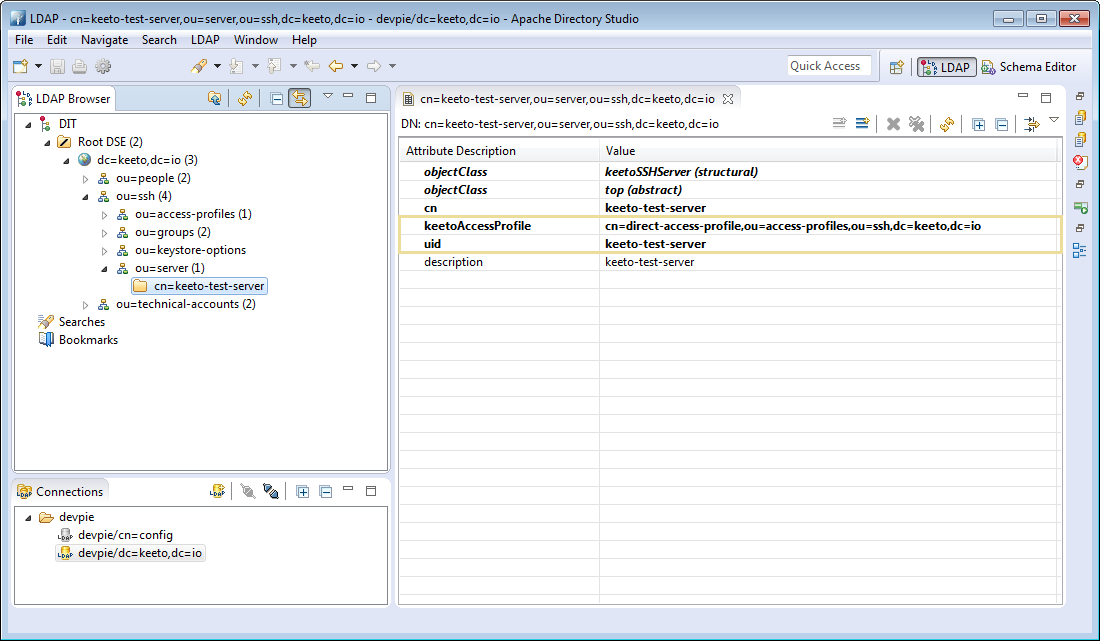 LDAP - cn=keeto-test-server,ou=server,ou=ssh,dc=keeto,dc=io - devpie/dc=keeto,dc=io - Apache Directory Studio
File Edit Navigate Search LDAP Window Help
Quick Access LDAP Schema Editor
LDAP Browser
DIT
Root DSE (2)
dc=keeto,dc=io (3)
ou=people (2)
ou=ssh (4)
ou=access-profiles (1)
ou=groups (2)
ou=keystore-options
ou=server (1)
cn=keeto-test-server
ou=technical-accounts (2)
Searches
Bookmarks
Connections
LDAP
devpie
LDAP devpie/cn=config
LDAP devpie/dc=keeto,dc=io
cn=keeto-test-server,ou=server,ou=ssh,dc=keeto,dc=io
DN: cn=keeto-test-server,ou=server,ou=ssh,dc=keeto,dc=io
Attribute Description Value
objectClass keetoSSHServer (structural)
objectClass top (abstract)
cn keeto-test-server
keetoAccessProfile cn=direct-access-profile,ou=access-profiles,ou=ssh,dc=keeto,dc=io
uid keeto-test-server
description keeto-test-server